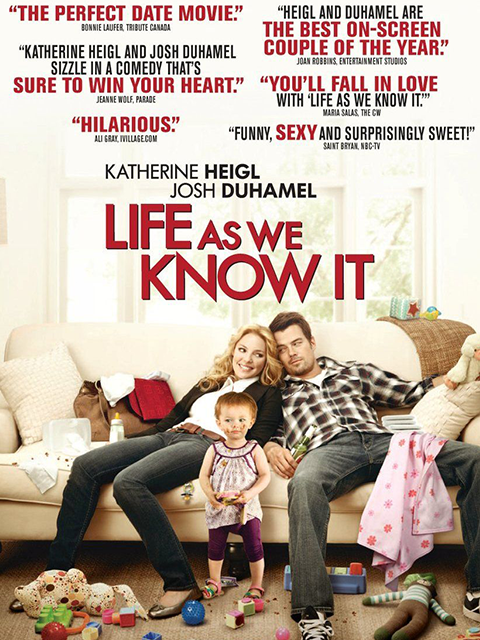 "THE PERFECT DATE MOVIE."
BONNIE LAUFER, TRIBUTE CANADA
"KATHERINE HEIGL AND JOSH DUHAMEL
SIZZLE IN A COMEDY THAT'S
SURE TO WIN YOUR HEART."
JEANNE WOLF, PARADE
"HILARIOUS."
ALI GRAY, IVILLAGE.COM
"HEIGL AND DUHAMEL ARE
THE BEST ON-SCREEN
COUPLE OF THE YEAR."
JOAN ROBBINS, ENTERTAINMENT STUDIOS
"YOU'LL FALL IN LOVE
WITH 'LIFE AS WE KNOW IT.'"
MARIA SALAS, THE CW
"FUNNY, SEXY AND SURPRISINGLY SWEET!"
SAINT BRYAN, NBC-TV
KATHERINE HEIGL
JOSH DUHAMEL
LIFE AS WE
KNOW IT